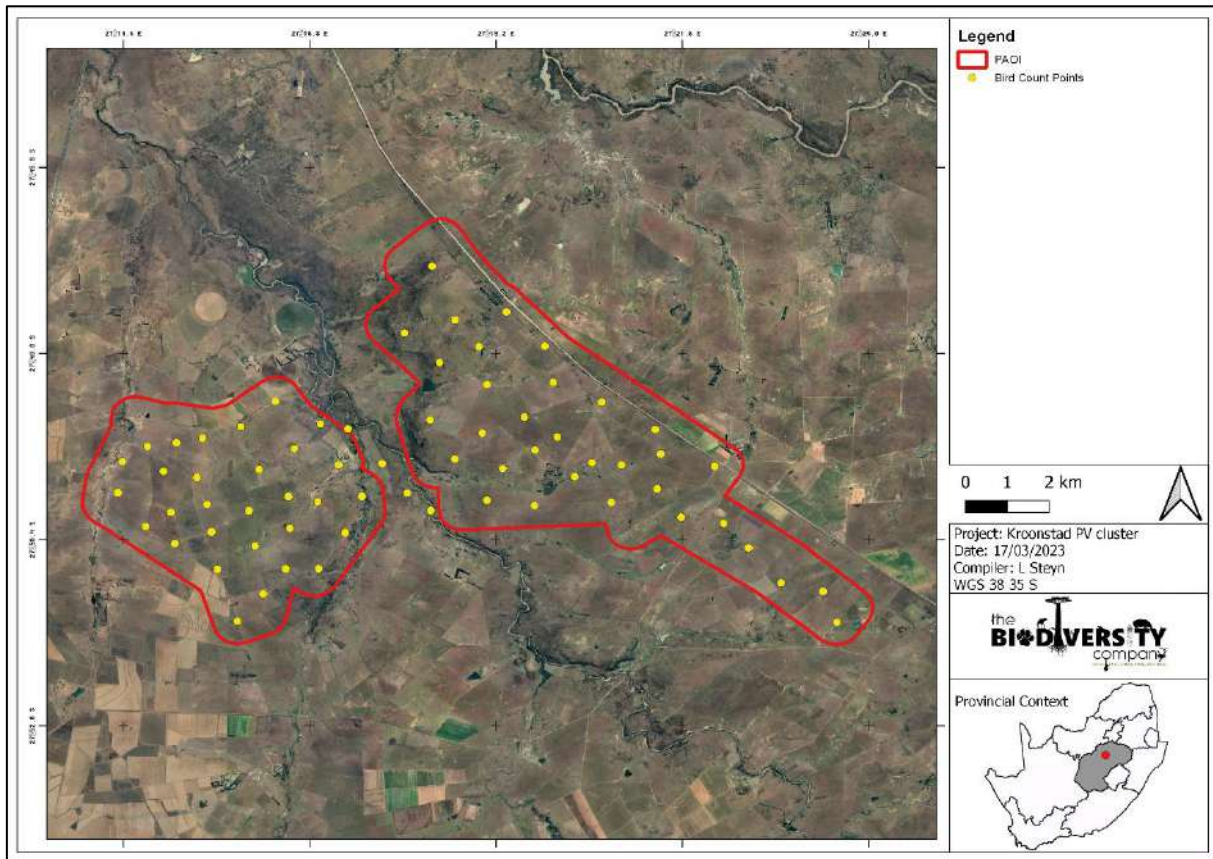 Legend
PAOI
Bird Count Points
0 1 2 km
Project: Kroonstad PV cluster
Date: 17/03/2023
Compiler: L Steyn
WGS 38 35 S
the
BIODIVERSITY
company
Provincial Context